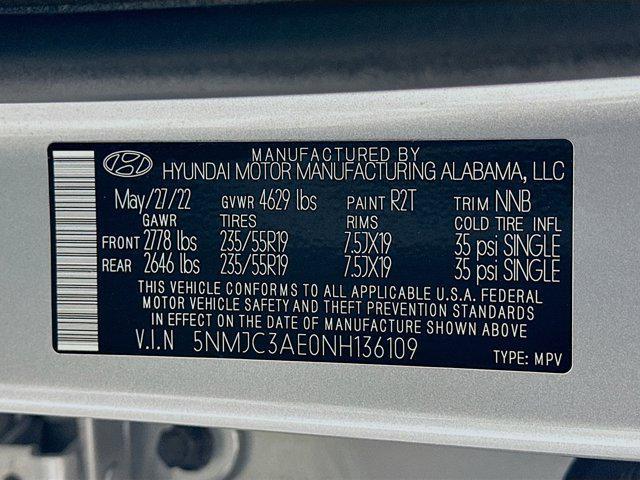 MANUFACTURED BY
HYUNDAI MOTOR MANUFACTURING ALABAMA, LLC
May/27/22 GVWR 4629 lbs PAINT R2T TRIM NNB
GAWR TIRES RIMS COLD TIRE INFL
FRONT 2778 lbs 235/55R19 7.5JX19 35 psi SINGLE
REAR 2646 lbs 235/55R19 7.5JX19 35 psi SINGLE
THIS VEHICLE CONFORMS TO ALL APPLICABLE U.S.A. FEDERAL
MOTOR VEHICLE SAFETY AND THEFT PREVENTION STANDARDS
IN EFFECT ON THE DATE OF MANUFACTURE SHOWN ABOVE
V.I.N 5NMJC3AE0NH136109 TYPE: MPV